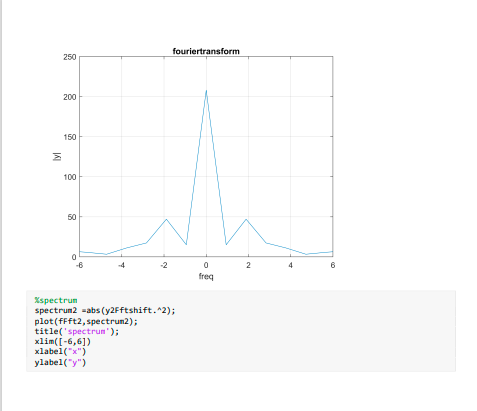 fouriertransform
250
200
150
100
50
0
|y|
-6 -4 -2 0 2 4 6
freq
%spectrum
spectrum2 =abs(y2Fftshift.^2);
plot(fFft2,spectrum2);
title('spectrum');
xlim([-6,6])
xlabel("x")
ylabel("y")